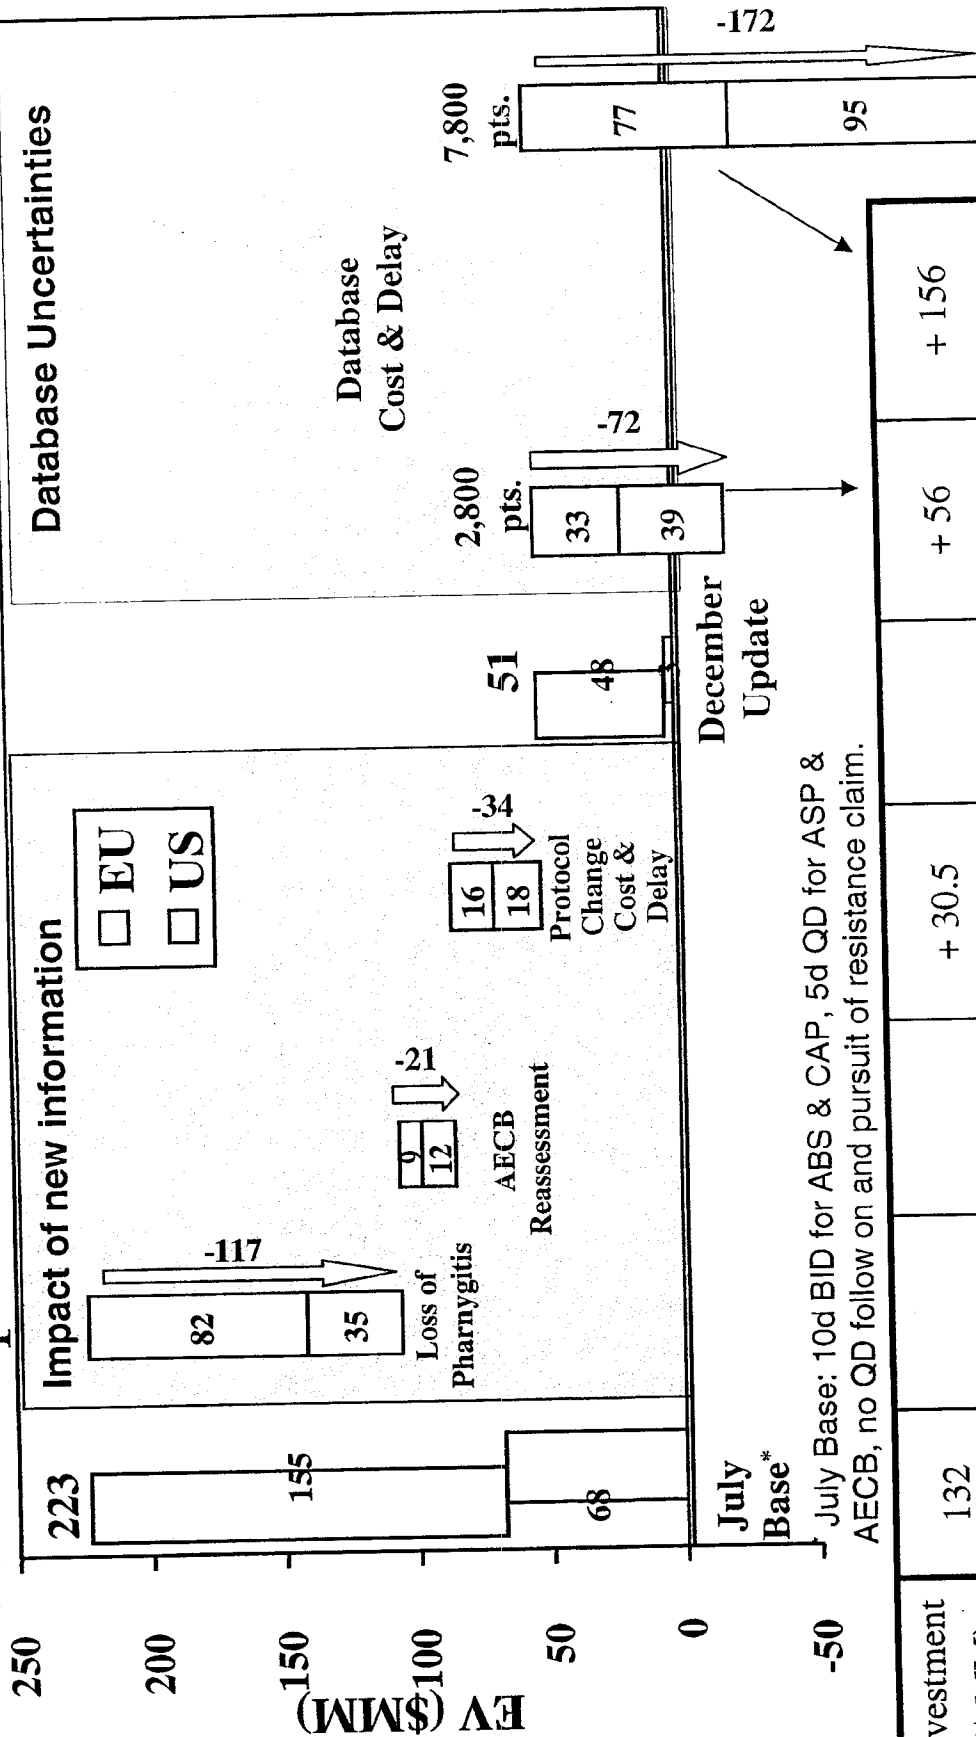 Impact of new information
Database Uncertainties
EV ($MM)
250
200
150
100
50
0
-50
223
155
68
July
Base*
82
35
-117
Loss of
Pharnygitis
9
12
-21
AECB
Reassessment
EU
US
16
18
-34
Protocol
Change
Cost &
Delay
51
48
December
Update
2,800
pts.
33
39
-72
Database
Cost & Delay
7,800
pts.
77
95
-172
July Base: 10d BID for ABS & CAP, 5d QD for ASP &
AECB, no QD follow on and pursuit of resistance claim.
vestment
132
+ 30.5
+ 56
+ 156